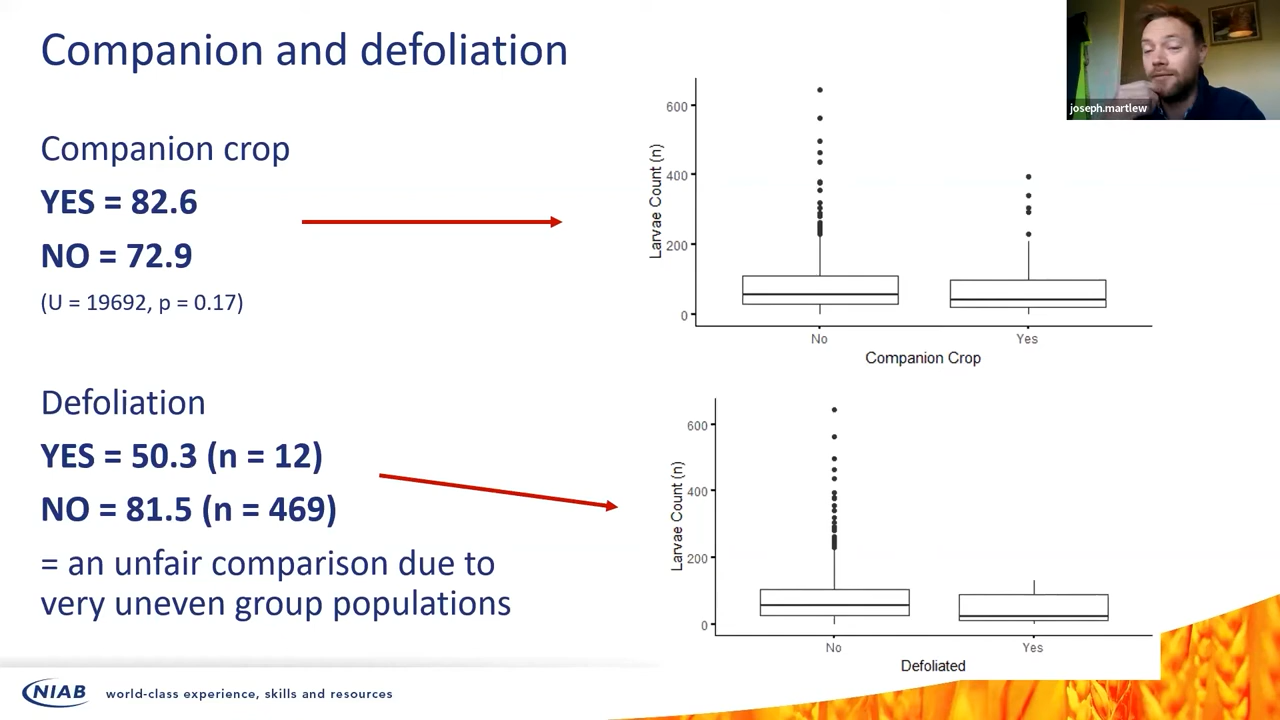 Companion and defoliation
joseph.martlew
Companion crop
YES = 82.6
NO = 72.9
(U = 19692, p = 0.17)
600
400
200
0
Larvae Count (n)
No
Yes
Companion Crop
Defoliation
YES = 50.3 (n = 12)
NO = 81.5 (n = 469)
= an unfair comparison due to
very uneven group populations
600
400
200
0
Larvae Count (n)
No
Yes
Defoliated
NIAB
world-class experience, skills and resources